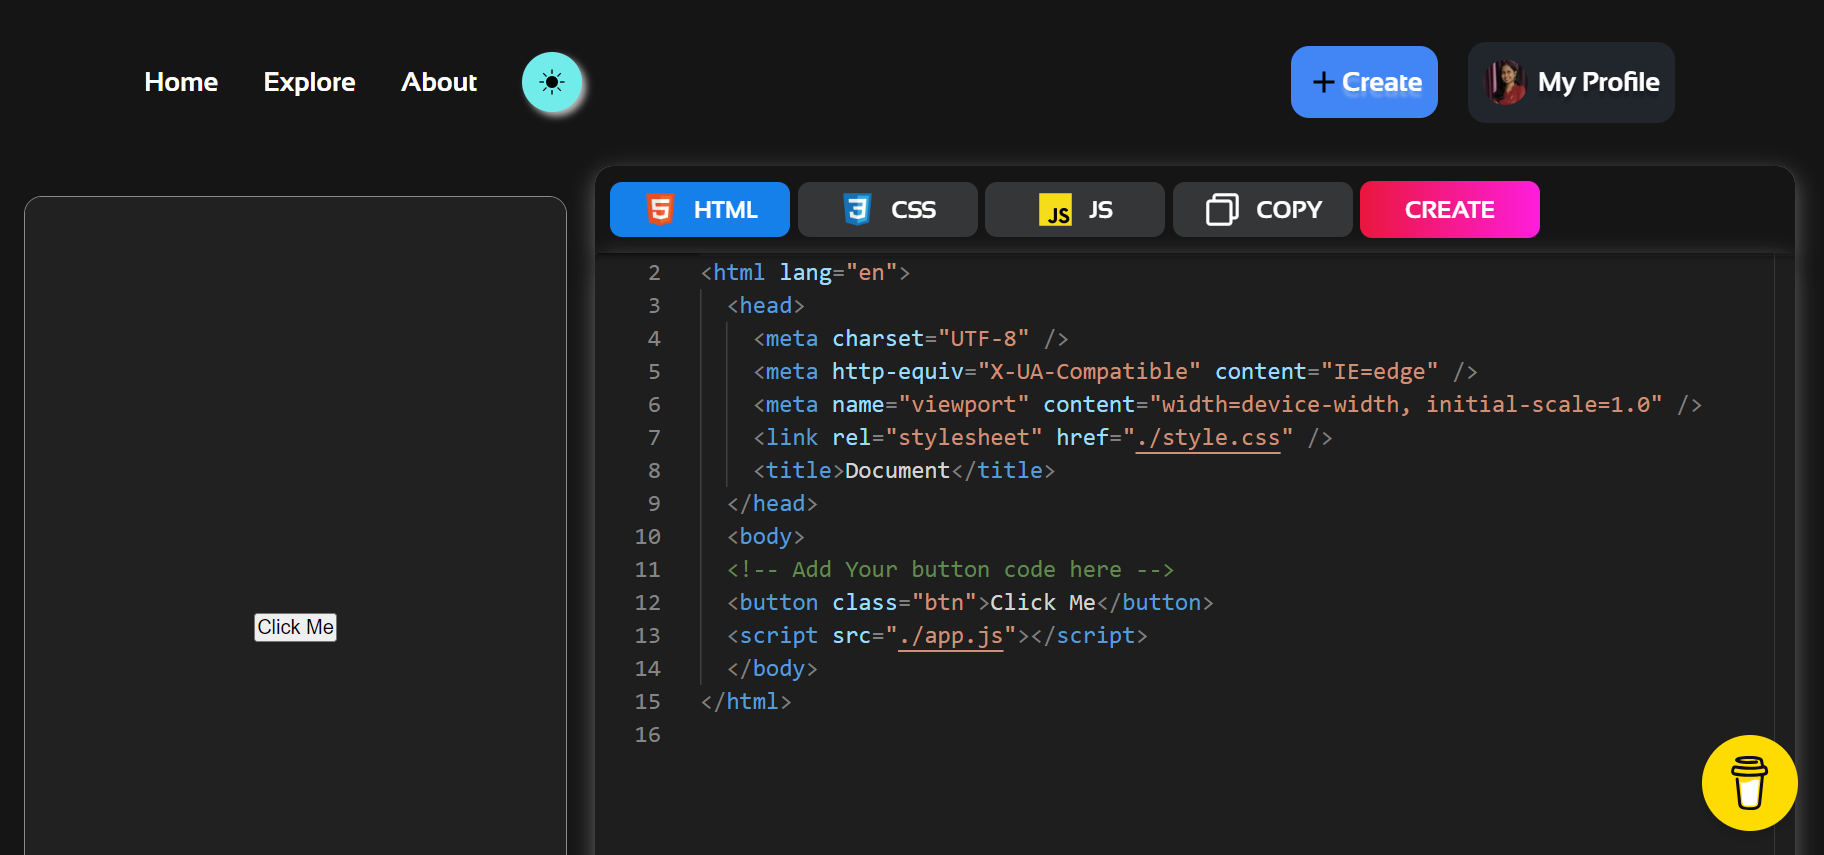 Home Explore About + Create My Profile
HTML CSS JS JS COPY CREATE
2 <html lang="en">
3 <head>
4 <meta charset="UTF-8" />
5 <meta http-equiv="X-UA-Compatible" content="IE=edge" />
6 <meta name="viewport" content="width=device-width, initial-scale=1.0" />
7 <link rel="stylesheet" href="./style.css" />
8 <title>Document</title>
9 </head>
10 <body>
11 <!-- Add Your button code here -->
12 <button class="btn">Click Me</button>
Click Me
13 <script src="./app.js"></script>
14 </body>
15 </html>
16